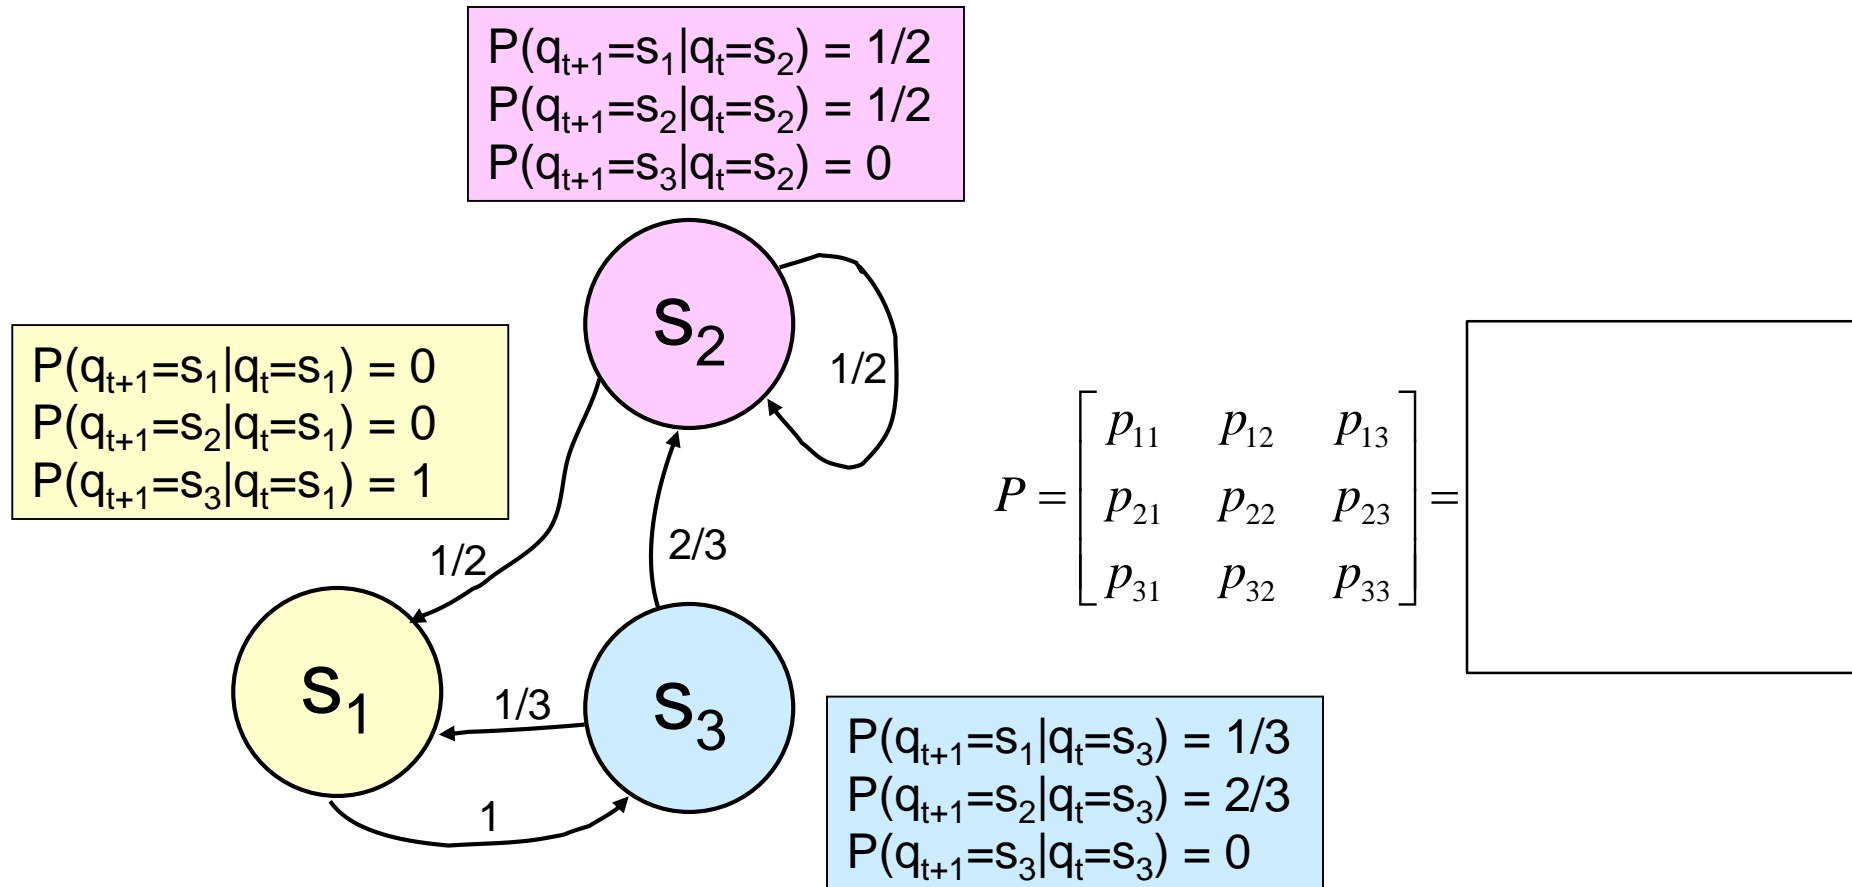 P(qₜ₊₁=s₁|qₜ=s₂) = 1/2
P(qₜ₊₁=s₂|qₜ=s₂) = 1/2
P(qₜ₊₁=s₃|qₜ=s₂) = 0
s₂
1/2
P(qₜ₊₁=s₁|qₜ=s₁) = 0
P(qₜ₊₁=s₂|qₜ=s₁) = 0
P(qₜ₊₁=s₃|qₜ=s₁) = 1
1/2
2/3
s₁
1/3
s₃
1
P = [ p₁₁ p₁₂ p₁₃
p₂₁ p₂₂ p₂₃
p₃₁ p₃₂ p₃₃ ] =
P(qₜ₊₁=s₁|qₜ=s₃) = 1/3
P(qₜ₊₁=s₂|qₜ=s₃) = 2/3
P(qₜ₊₁=s₃|qₜ=s₃) = 0